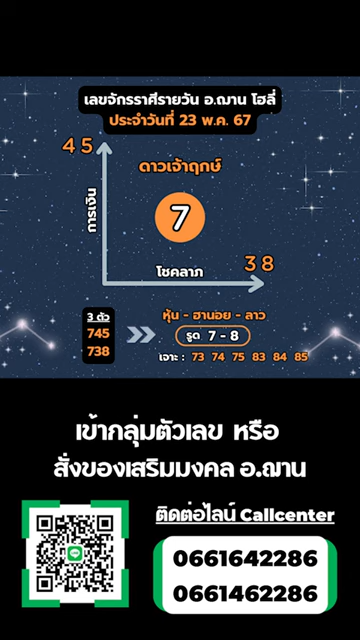 เลขจักรราศีรายวัน อ.ฌาน โฮลี่
ประจำวันที่ 23 พ.ค. 67
4 5
ดาวเจ้าฤกษ์
การเงิน
7
โชคลาภ
3 8
3 ตัว
745
738
หุ้น - ฮานอย - ลาว
รูด 7 - 8
เจาะ : 73 74 75 83 84 85
เข้ากลุ่มตัวเลข หรือ
สั่งของเสริมมงคล อ.ฌาน
ติดต่อไลน์ Callcenter
0661642286
0661462286
LINE